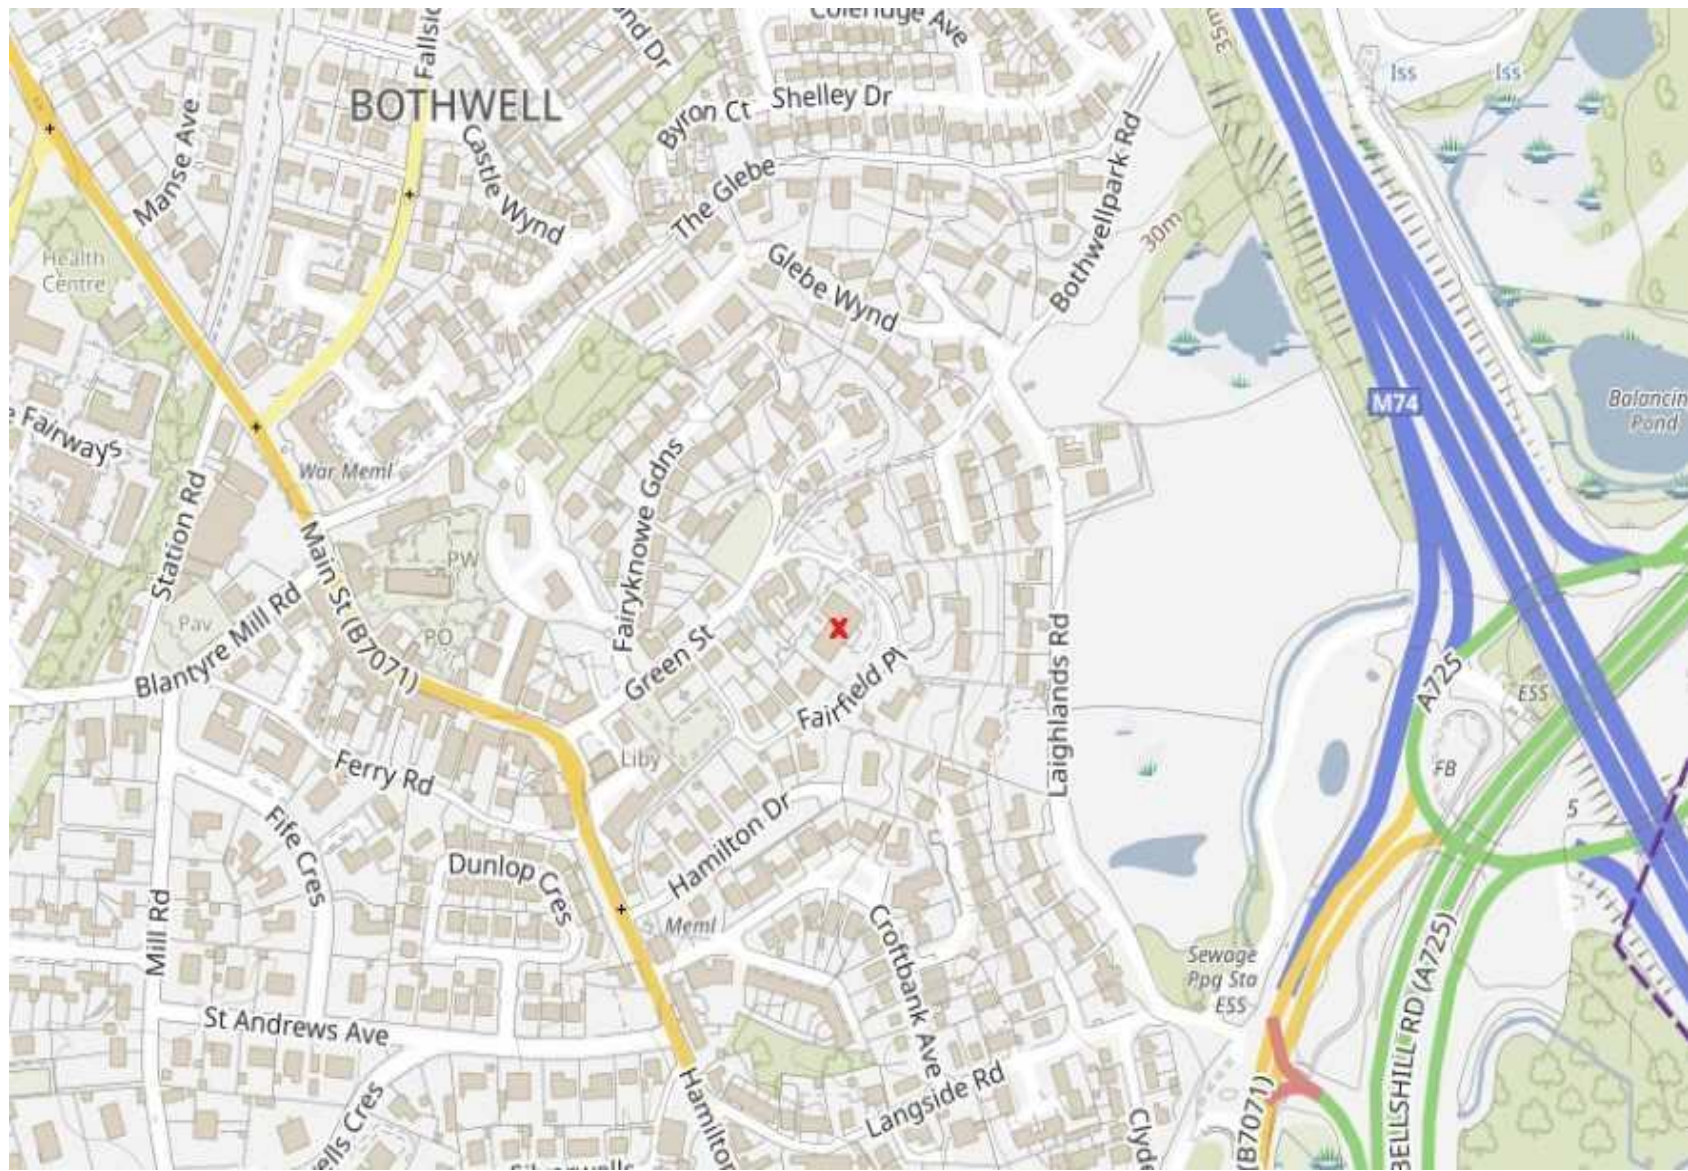 Coleridge Ave
35m
Iss
Iss
Shelley Dr
Byron Ct
BOTHWELL
Manse Ave
Castle Wynd
The Glebe
Bothwellpark Rd
30m
Health
Centre
Glebe Wynd
M74
War Meml
Fairyknowe Gdns
Station Rd
Main St (B7071)
PW
PO
Pav
Blantyre Mill Rd
Green St
X
Fairfield Pl
Laighlands Rd
A725
ESS
FB
S
Liby
Ferry Rd
Fife Cres
Dunlop Cres
Hamilton Dr
Meml
Mill Rd
Croftbank Ave
Sewage
Ppg Sta
ESS
St Andrews Ave
Langside Rd
(B7071)
BELLSHILL RD (A725)
Hamilton
Pond
Fairways